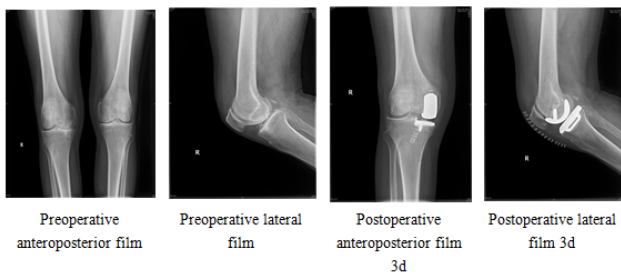 R
R
R
R
Preoperative
anteroposterior film
Preoperative lateral
film
Postoperative
anteroposterior film
3d
Postoperative lateral
film 3d